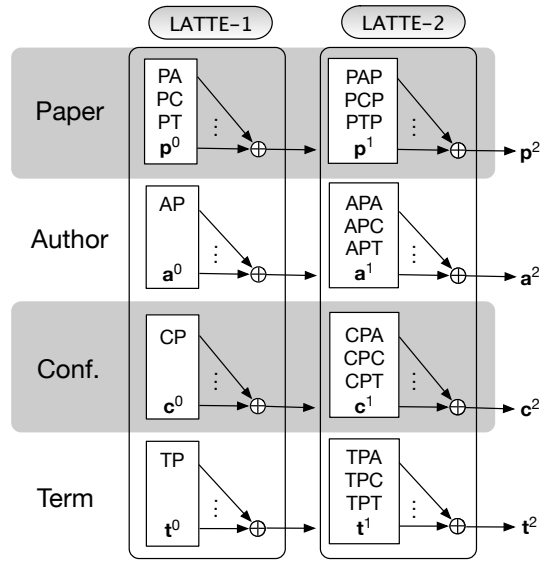 LATTE-1 LATTE-2
Paper
PA
PC
PT
p⁰
⋮
⊕
PAP
PCP
PTP
p¹
⋮
⊕
p²
Author
AP
a⁰
⋮
⊕
APA
APC
APT
a¹
⋮
⊕
a²
Conf.
CP
c⁰
⋮
⊕
CPA
CPC
CPT
c¹
⋮
⊕
c²
Term
TP
t⁰
⋮
⊕
TPA
TPC
TPT
t¹
⋮
⊕
t²